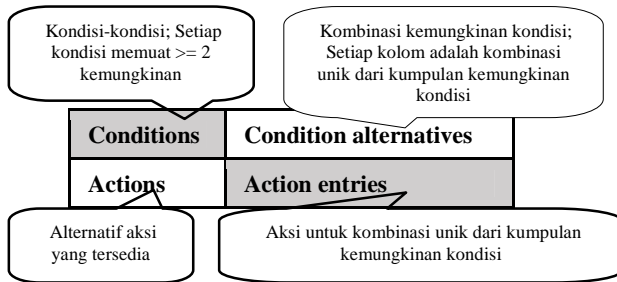 Kondisi-kondisi; Setiap
kondisi memuat >= 2
kemungkinan
Kombinasi kemungkinan kondisi;
Setiap kolom adalah kombinasi
unik dari kumpulan kemungkinan
kondisi
Conditions Condition alternatives
Actions Action entries
Alternatif aksi
yang tersedia
Aksi untuk kombinasi unik dari kumpulan
kemungkinan kondisi